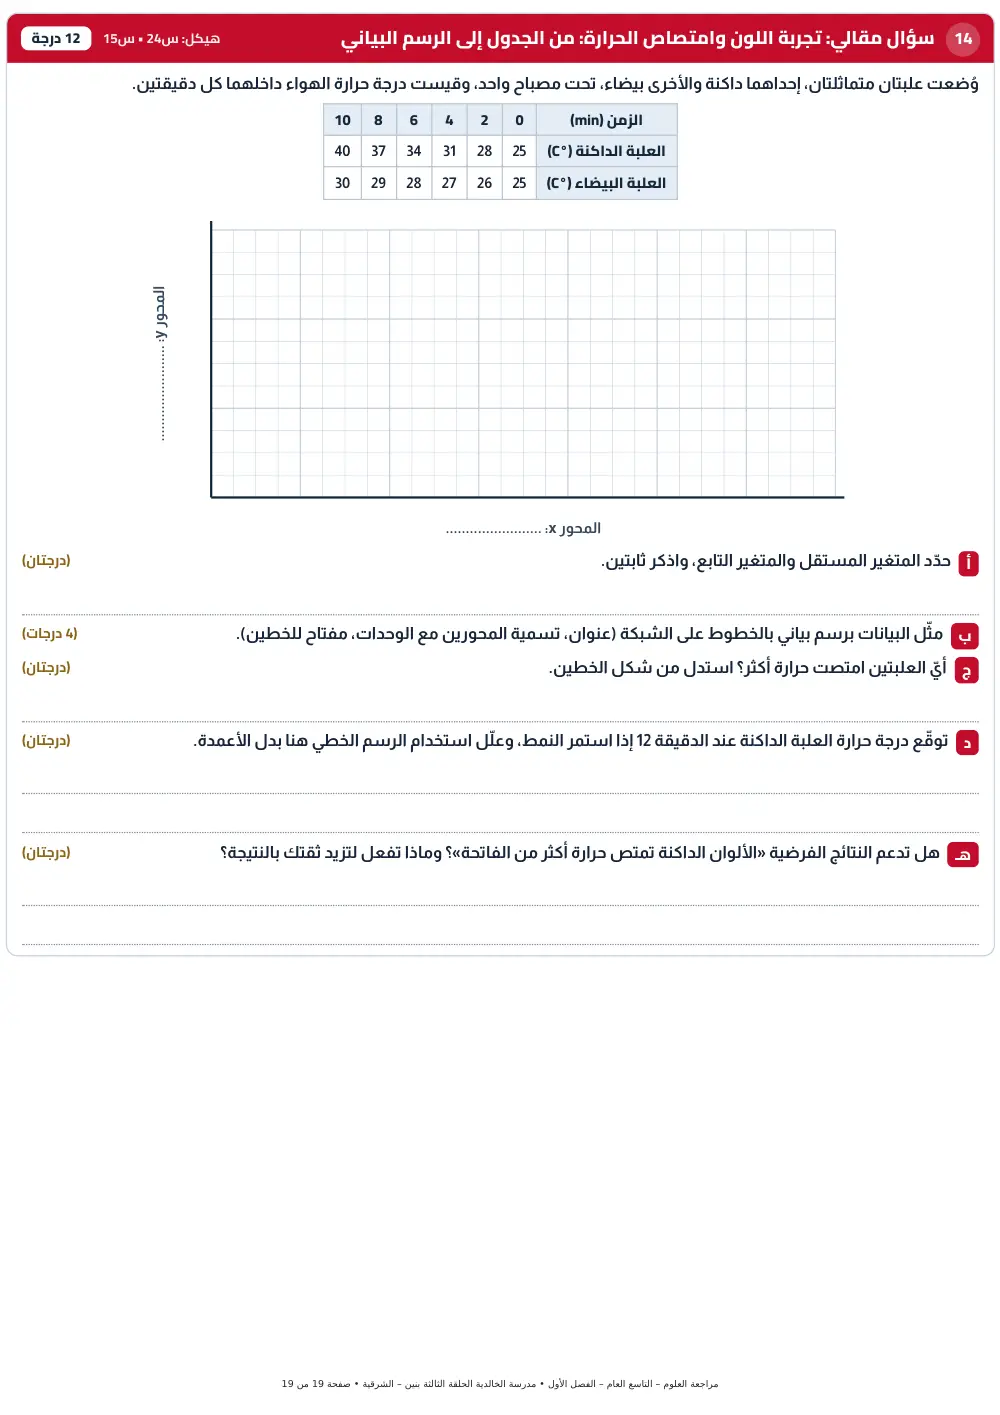 14 سؤال مقالي: تجربة اللون وامتصاص الحرارة: من الجدول إلى الرسم البياني هيكل: س24 • س15 12 درجة
وُضعت علبتان متماثلتان، إحداهما داكنة والأخرى بيضاء، تحت مصباح واحد، وقيست درجة حرارة الهواء داخلهما كل دقيقتين.
الزمن (min) 0 2 4 6 8 10
العلبة الداكنة (°C) 25 28 31 34 37 40
العلبة البيضاء (°C) 25 26 27 28 29 30
المحور y: ........................
المحور x: ........................
أ حدّد المتغير المستقل والمتغير التابع، واذكر ثابتين. (درجتان)
ب مثّل البيانات برسم بياني بالخطوط على الشبكة (عنوان، تسمية المحورين مع الوحدات، مفتاح للخطين). (4 درجات)
ج أيّ العلبتين امتصت حرارة أكثر؟ استدل من شكل الخطين. (درجتان)
د توقّع درجة حرارة العلبة الداكنة عند الدقيقة 12 إذا استمر النمط، وعلّل استخدام الرسم الخطي هنا بدل الأعمدة. (درجتان)
هـ هل تدعم النتائج الفرضية «الألوان الداكنة تمتص حرارة أكثر من الفاتحة»؟ وماذا تفعل لتزيد ثقتك بالنتيجة؟ (درجتان)
مراجعة العلوم – التاسع العام – الفصل الأول • مدرسة الخالدية الحلقة الثالثة بنين – الشرقية • صفحة 19 من 19